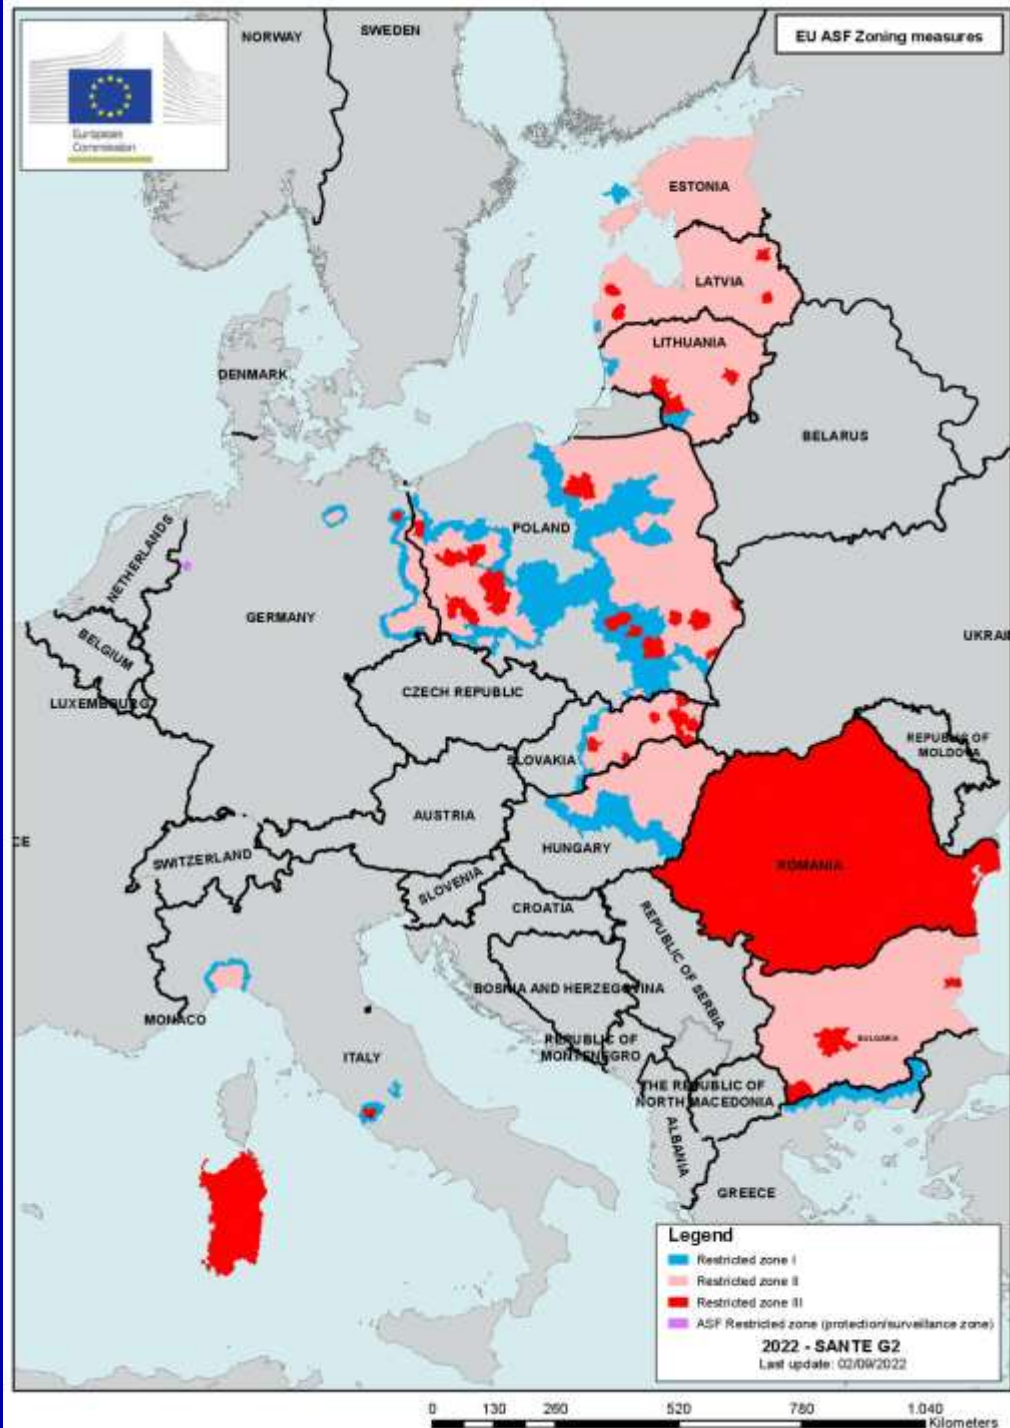 EU ASF Zoning measures
European
Commission
NORWAY
SWEDEN
ESTONIA
LATVIA
LITHUANIA
DENMARK
BELARUS
POLAND
NETHERLANDS
GERMANY
BELGIUM
UKRAI
LUXEMBOURG
CZECH REPUBLIC
SLOVAKIA
REPUBLIC OF
MOLDOVA
AUSTRIA
CE
HUNGARY
SWITZERLAND
ROMANIA
SLOVENIA
CROATIA
REPUBLIC OF SERBIA
BOSNIA AND HERZEGOVINA
MONACO
REPUBLIC OF
MONTENEGRO
BULGARIA
ITALY
THE REPUBLIC OF
NORTH MACEDONIA
ALBANIA
GREECE
Legend
Restricted zone I
Restricted zone II
Restricted zone III
ASF Restricted zone (protection/surveillance zone)
2022 - SANTE G2
Last update: 02/09/2022
0 130 260 520 780 1.040
Kilometers